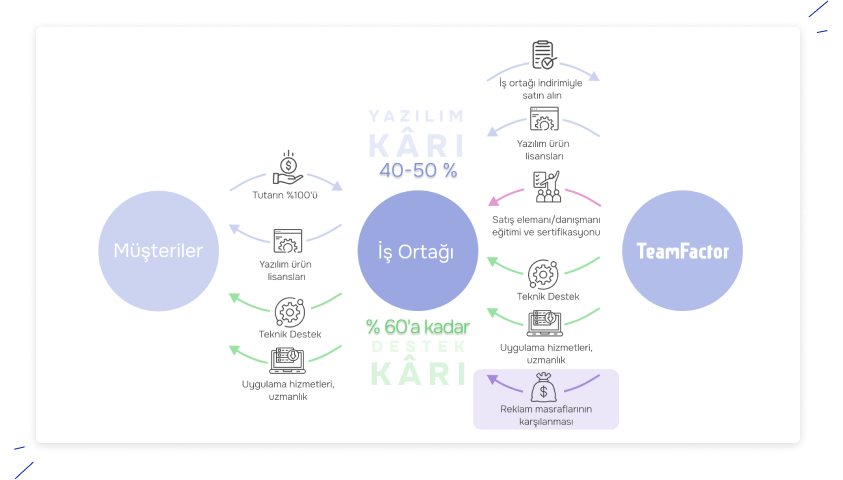 İş ortağı indirimiyle
satın alın
YAZILIM
KÂRI
40-50 %
Yazılım ürün
lisansları
Tutarın %100'ü
Satış elemanı/danışmanı
eğitimi ve sertifikasyonu
Müşteriler
İş Ortağı
TeamFactor
Yazılım ürün
lisansları
Teknik Destek
Teknik Destek
% 60'a kadar
DESTEK
KÂRI
Uygulama hizmetleri,
uzmanlık
Uygulama hizmetleri,
uzmanlık
Reklam masraflarının
karşılanması